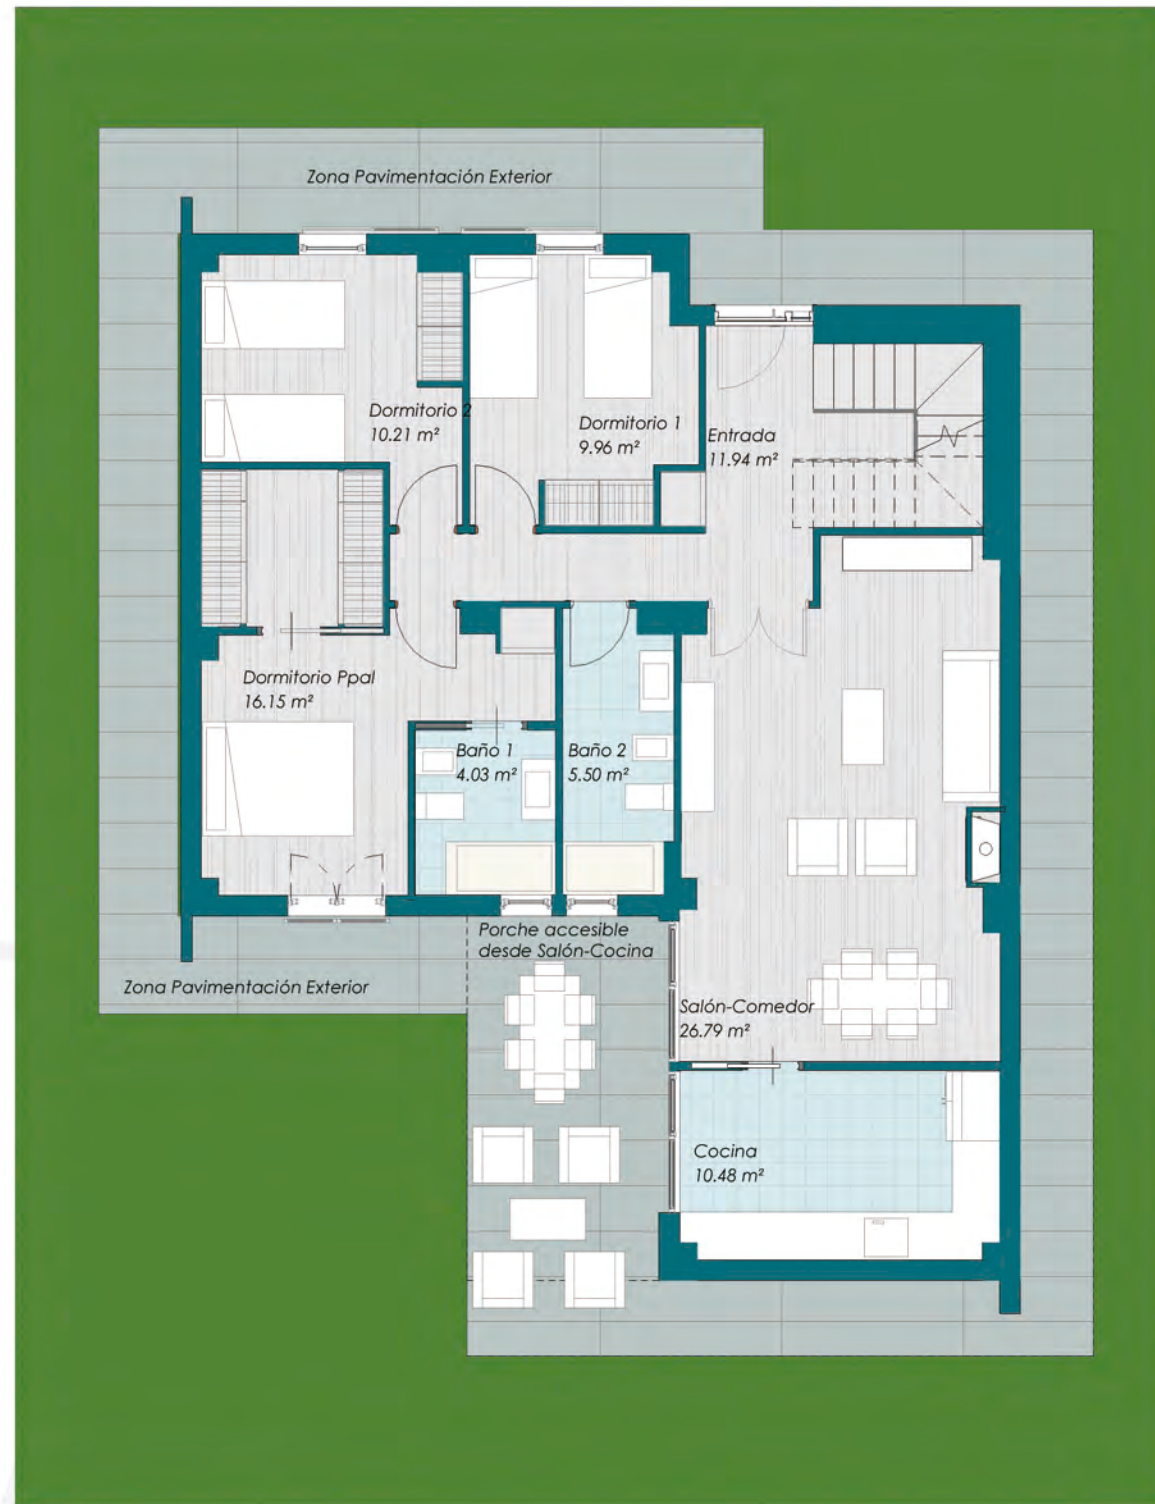 Zona Pavimentación Exterior
Dormitorio 2
10.21 m²
Dormitorio 1
9.96 m²
Entrada
11.94 m²
Dormitorio Ppal
16.15 m²
Baño 1
4.03 m²
Baño 2
5.50 m²
Porche accesible
desde Salón-Cocina
Zona Pavimentación Exterior
Salón-Comedor
26.79 m²
Cocina
10.48 m²